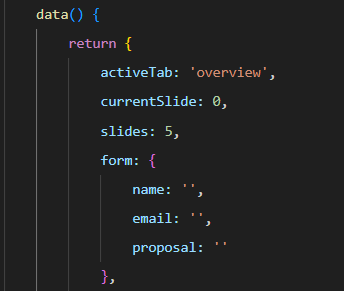 data() {
return {
activeTab: 'overview',
currentSlide: 0,
slides: 5,
form: {
name: '',
email: '',
proposal: ''
},